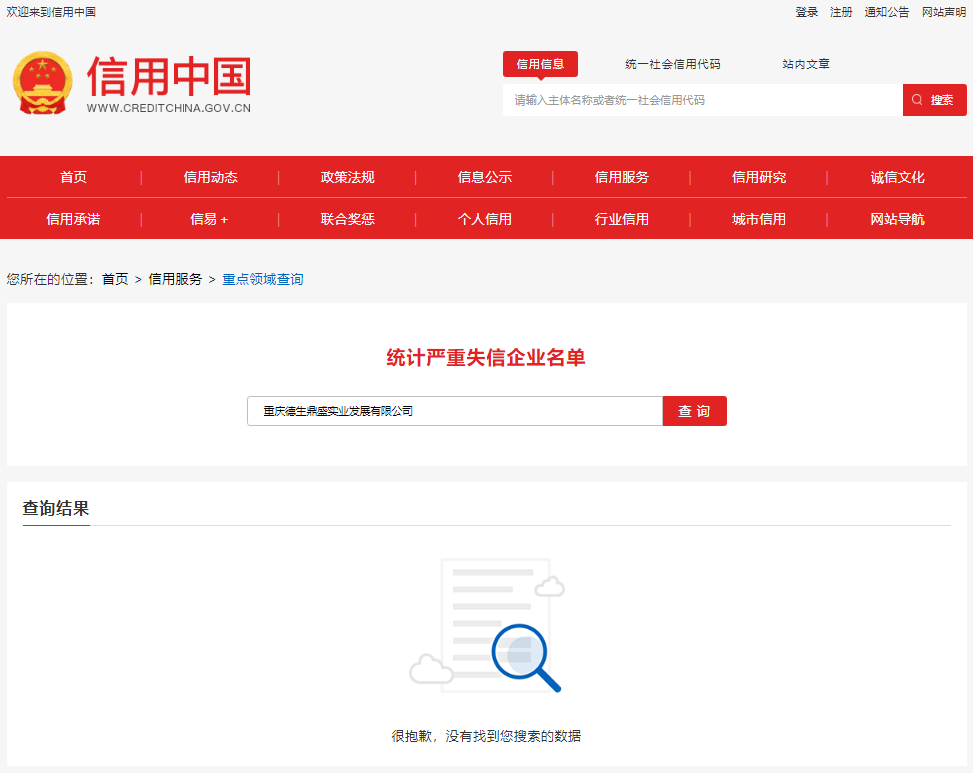 欢迎来到信用中国
登录 注册 通知公告 网站声明
信用中国
WWW.CREDITCHINA.GOV.CN
信用信息 统一社会信用代码 站内文章
请输入主体名称或者统一社会信用代码 搜索
首页 | 信用动态 | 政策法规 | 信息公示 | 信用服务 | 信用研究 | 诚信文化
信用承诺 | 信易+ | 联合奖惩 | 个人信用 | 行业信用 | 城市信用 | 网站导航
您所在的位置：首页 > 信用服务 > 重点领域查询
统计严重失信企业名单
重庆德生鼎盛实业发展有限公司 查 询
查询结果
很抱歉，没有找到您搜索的数据